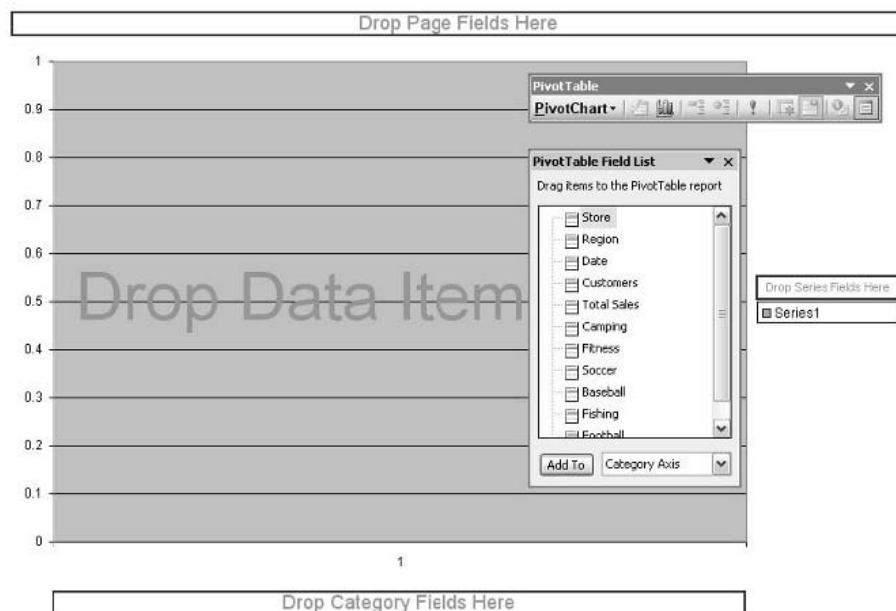 Drop Page Fields Here
1
0.9
0.8
0.7
0.6
0.5
0.4
0.3
0.2
0.1
0
Drop Data Item
1
Drop Category Fields Here
PivotTable
PivotChart
PivotTable Field List
Drag items to the PivotTable report
Store
Region
Date
Customers
Total Sales
Camping
Fitness
Soccer
Baseball
Fishing
Football
Add To
Category Axis
Drop Series Fields Here
Series1